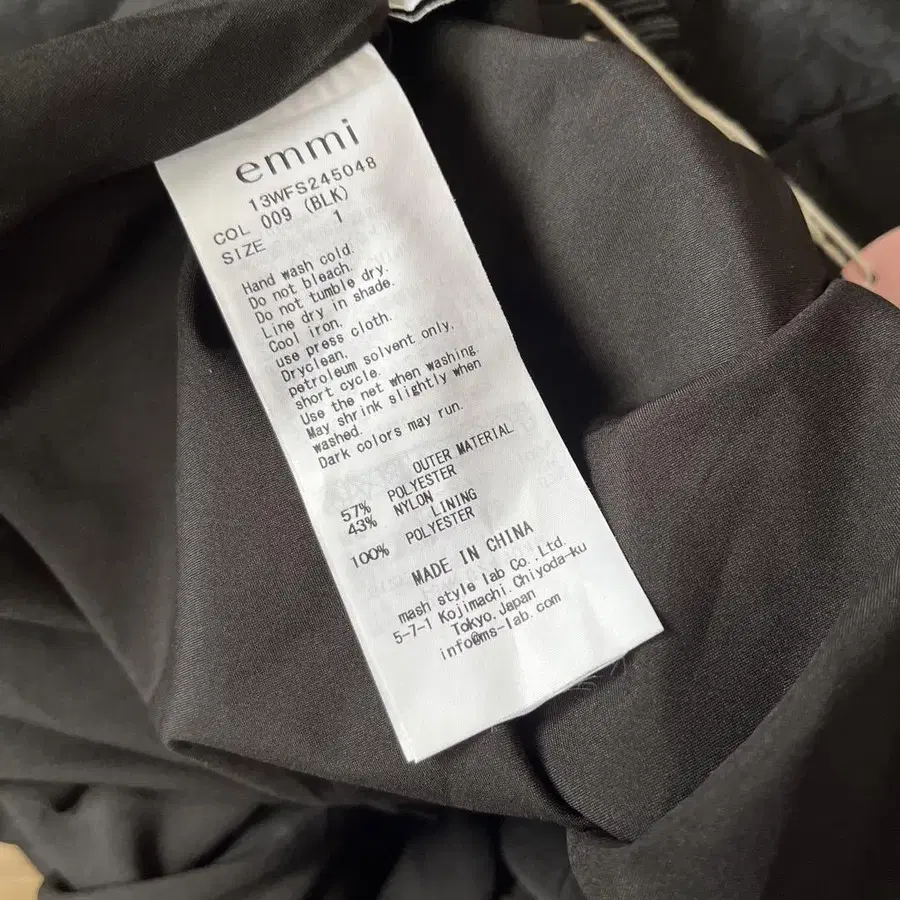 emmi
13WFS245048
COL 009 (BLK)
SIZE 1
Hand wash cold.
Do not bleach.
Do not tumble dry.
Line dry in shade.
Cool iron,
use press cloth.
Dryclean,
petroleum solvent only,
short cycle.
Use the net when washing.
May shrink slightly when
washed.
Dark colors may run.
OUTER MATERIAL
57% POLYESTER
43% NYLON
LINING
100% POLYESTER
MADE IN CHINA
mash style lab Co.,Ltd.
5-7-1 Kojimachi,Chiyoda-ku
Tokyo,Japan
info@ms-lab.com